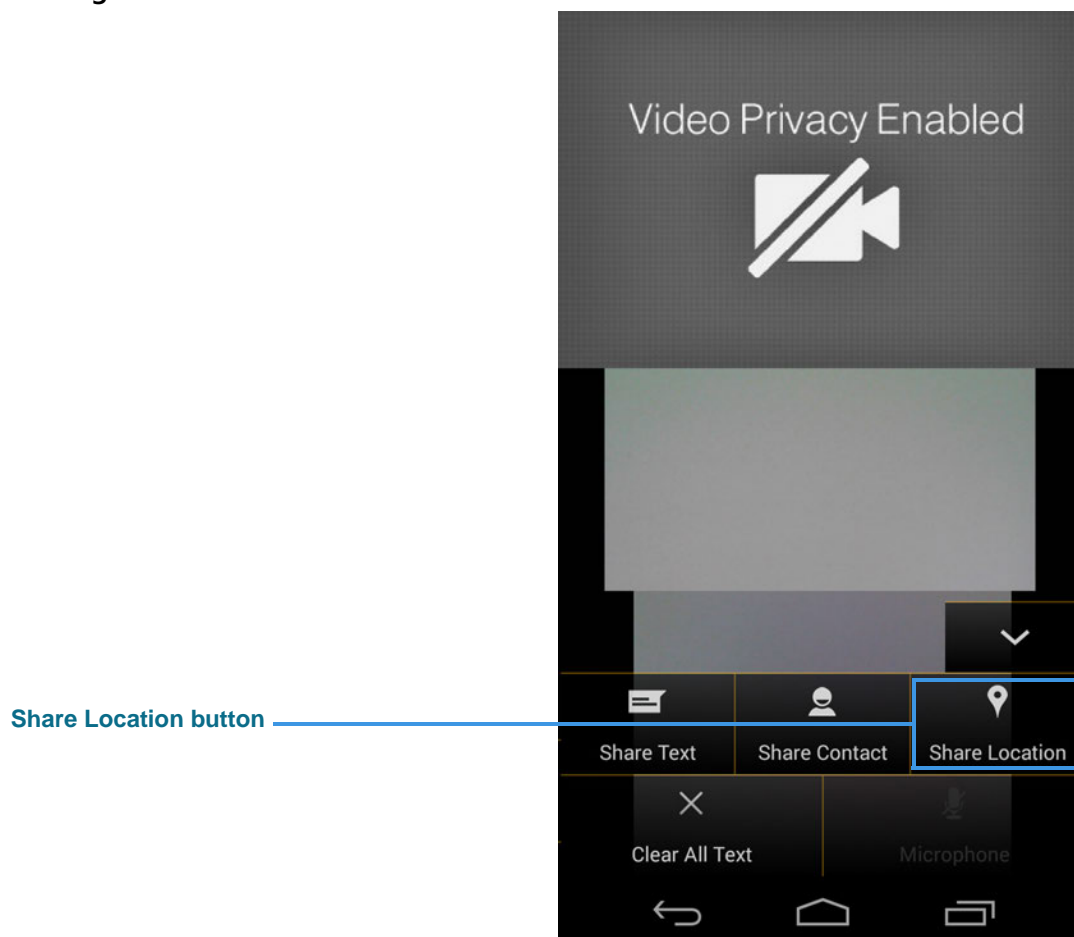 Video Privacy Enabled
Share Location button
Share Text Share Contact Share Location
Clear All Text Microphone